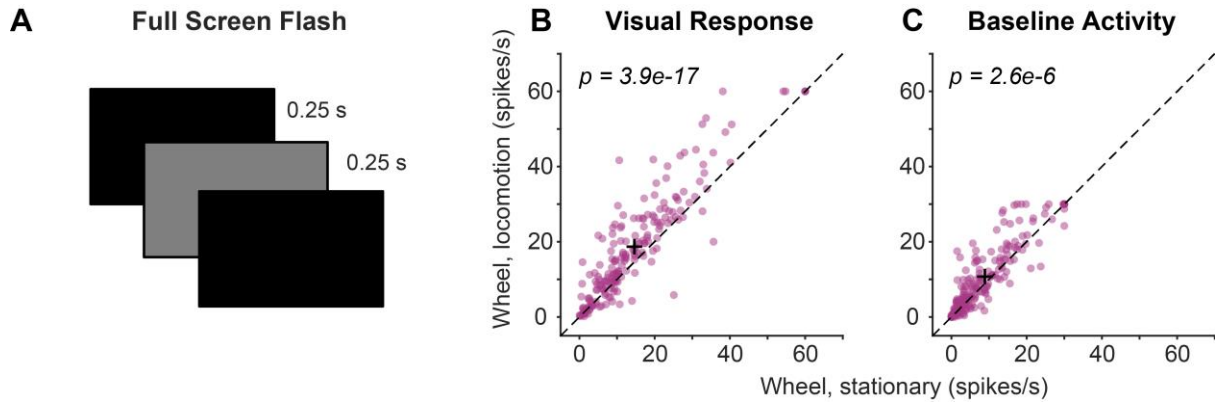 A
Full Screen Flash
0.25 s
0.25 s
B
Visual Response
p = 3.9e-17
Wheel, locomotion (spikes/s)
60
40
20
0
0
20
40
60
C
Baseline Activity
p = 2.6e-6
60
40
20
0
0
20
40
60
Wheel, stationary (spikes/s)